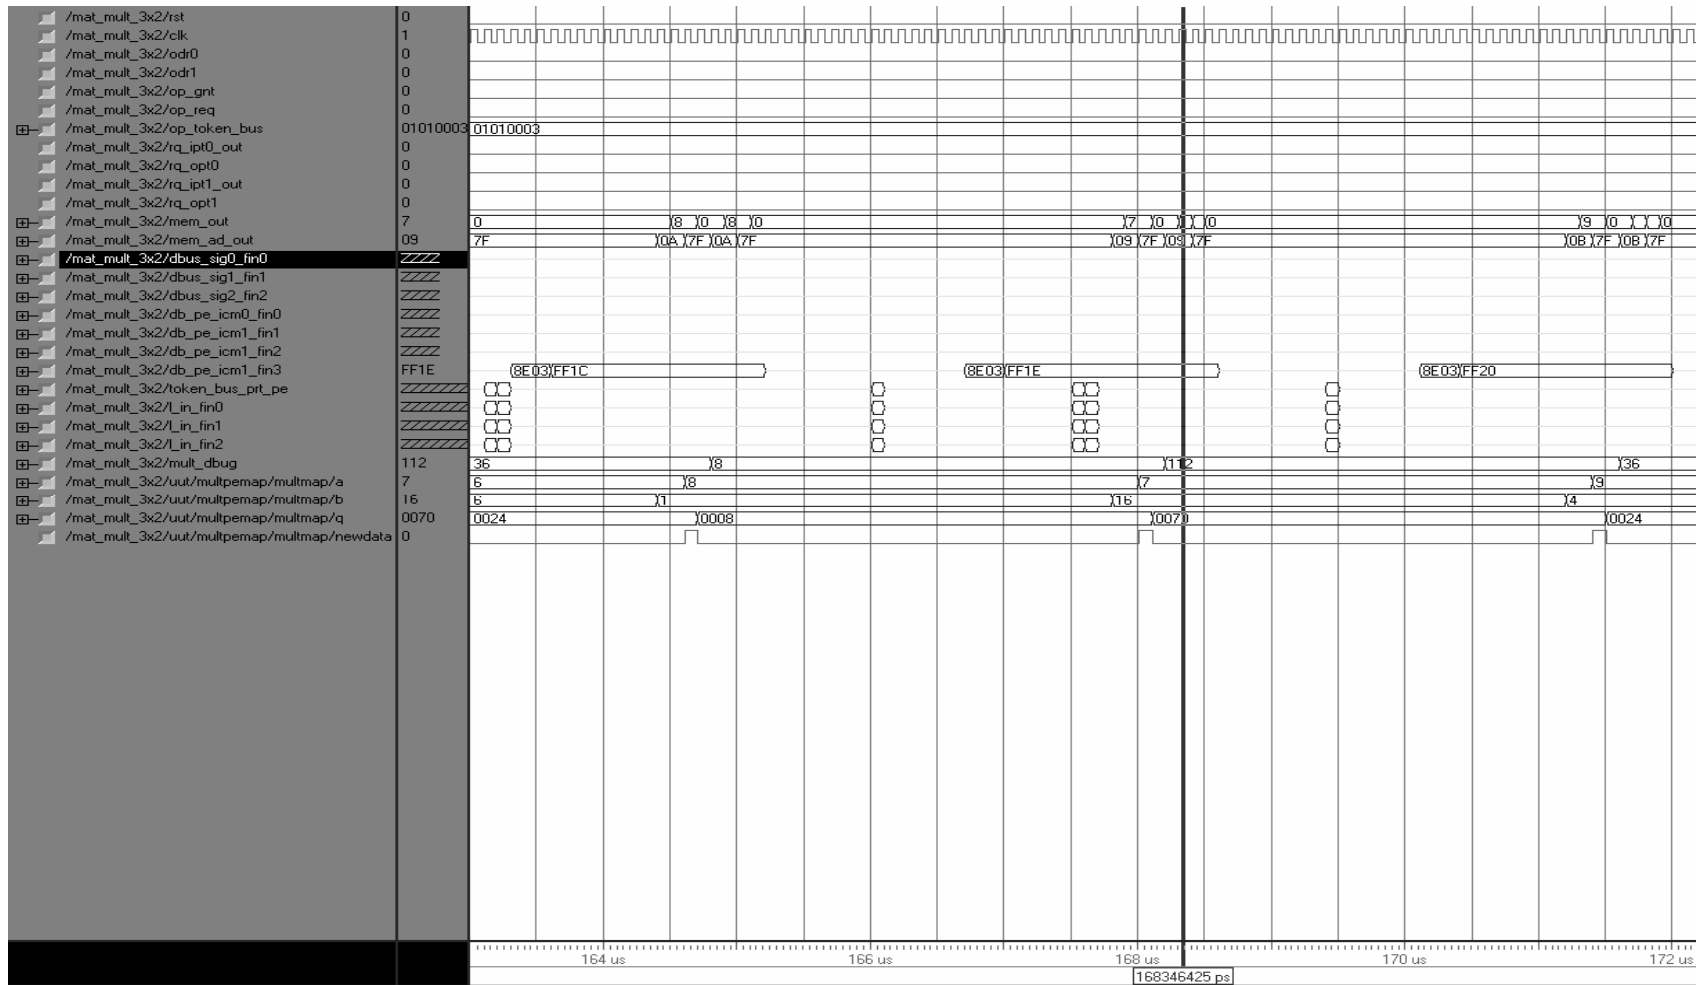 /mat_mult_3x2/rst 0
/mat_mult_3x2/clk 1
/mat_mult_3x2/odr0 0
/mat_mult_3x2/odr1 0
/mat_mult_3x2/op_gnt 0
/mat_mult_3x2/op_req 0
/mat_mult_3x2/op_token_bus 01010003 01010003
/mat_mult_3x2/rq_ipt0_out 0
/mat_mult_3x2/rq_opt0 0
/mat_mult_3x2/rq_ipt1_out 0
/mat_mult_3x2/rq_opt1 0
/mat_mult_3x2/mem_out 7 0 8 0 8 0 7 0 0 9 0 0
/mat_mult_3x2/mem_ad_out 09 7F 0A 7F 0A 7F 09 7F 09 7F 0B 7F 0B 7F
/mat_mult_3x2/dbus_sig0_fin0 ZZZZ
/mat_mult_3x2/dbus_sig1_fin1 ZZZZ
/mat_mult_3x2/dbus_sig2_fin2 ZZZZ
/mat_mult_3x2/db_pe_icm0_fin0 ZZZZ
/mat_mult_3x2/db_pe_icm1_fin1 ZZZZ
/mat_mult_3x2/db_pe_icm1_fin2 ZZZZ
/mat_mult_3x2/db_pe_icm1_fin3 FF1E 8E03 FF1C 8E03 FF1E 8E03 FF20
/mat_mult_3x2/token_bus_prt_pe
/mat_mult_3x2/l_in_fin0
/mat_mult_3x2/l_in_fin1
/mat_mult_3x2/l_in_fin2
/mat_mult_3x2/mult_dbug 112 36 8 112 36
/mat_mult_3x2/uut/multpemap/multmap/a 7 6 8 7 9
/mat_mult_3x2/uut/multpemap/multmap/b 16 6 1 16 4
/mat_mult_3x2/uut/multpemap/multmap/q 0070 0024 0008 0070 0024
/mat_mult_3x2/uut/multpemap/multmap/newdata 0
164 us 166 us 168 us 170 us 172 us
168346425 ps